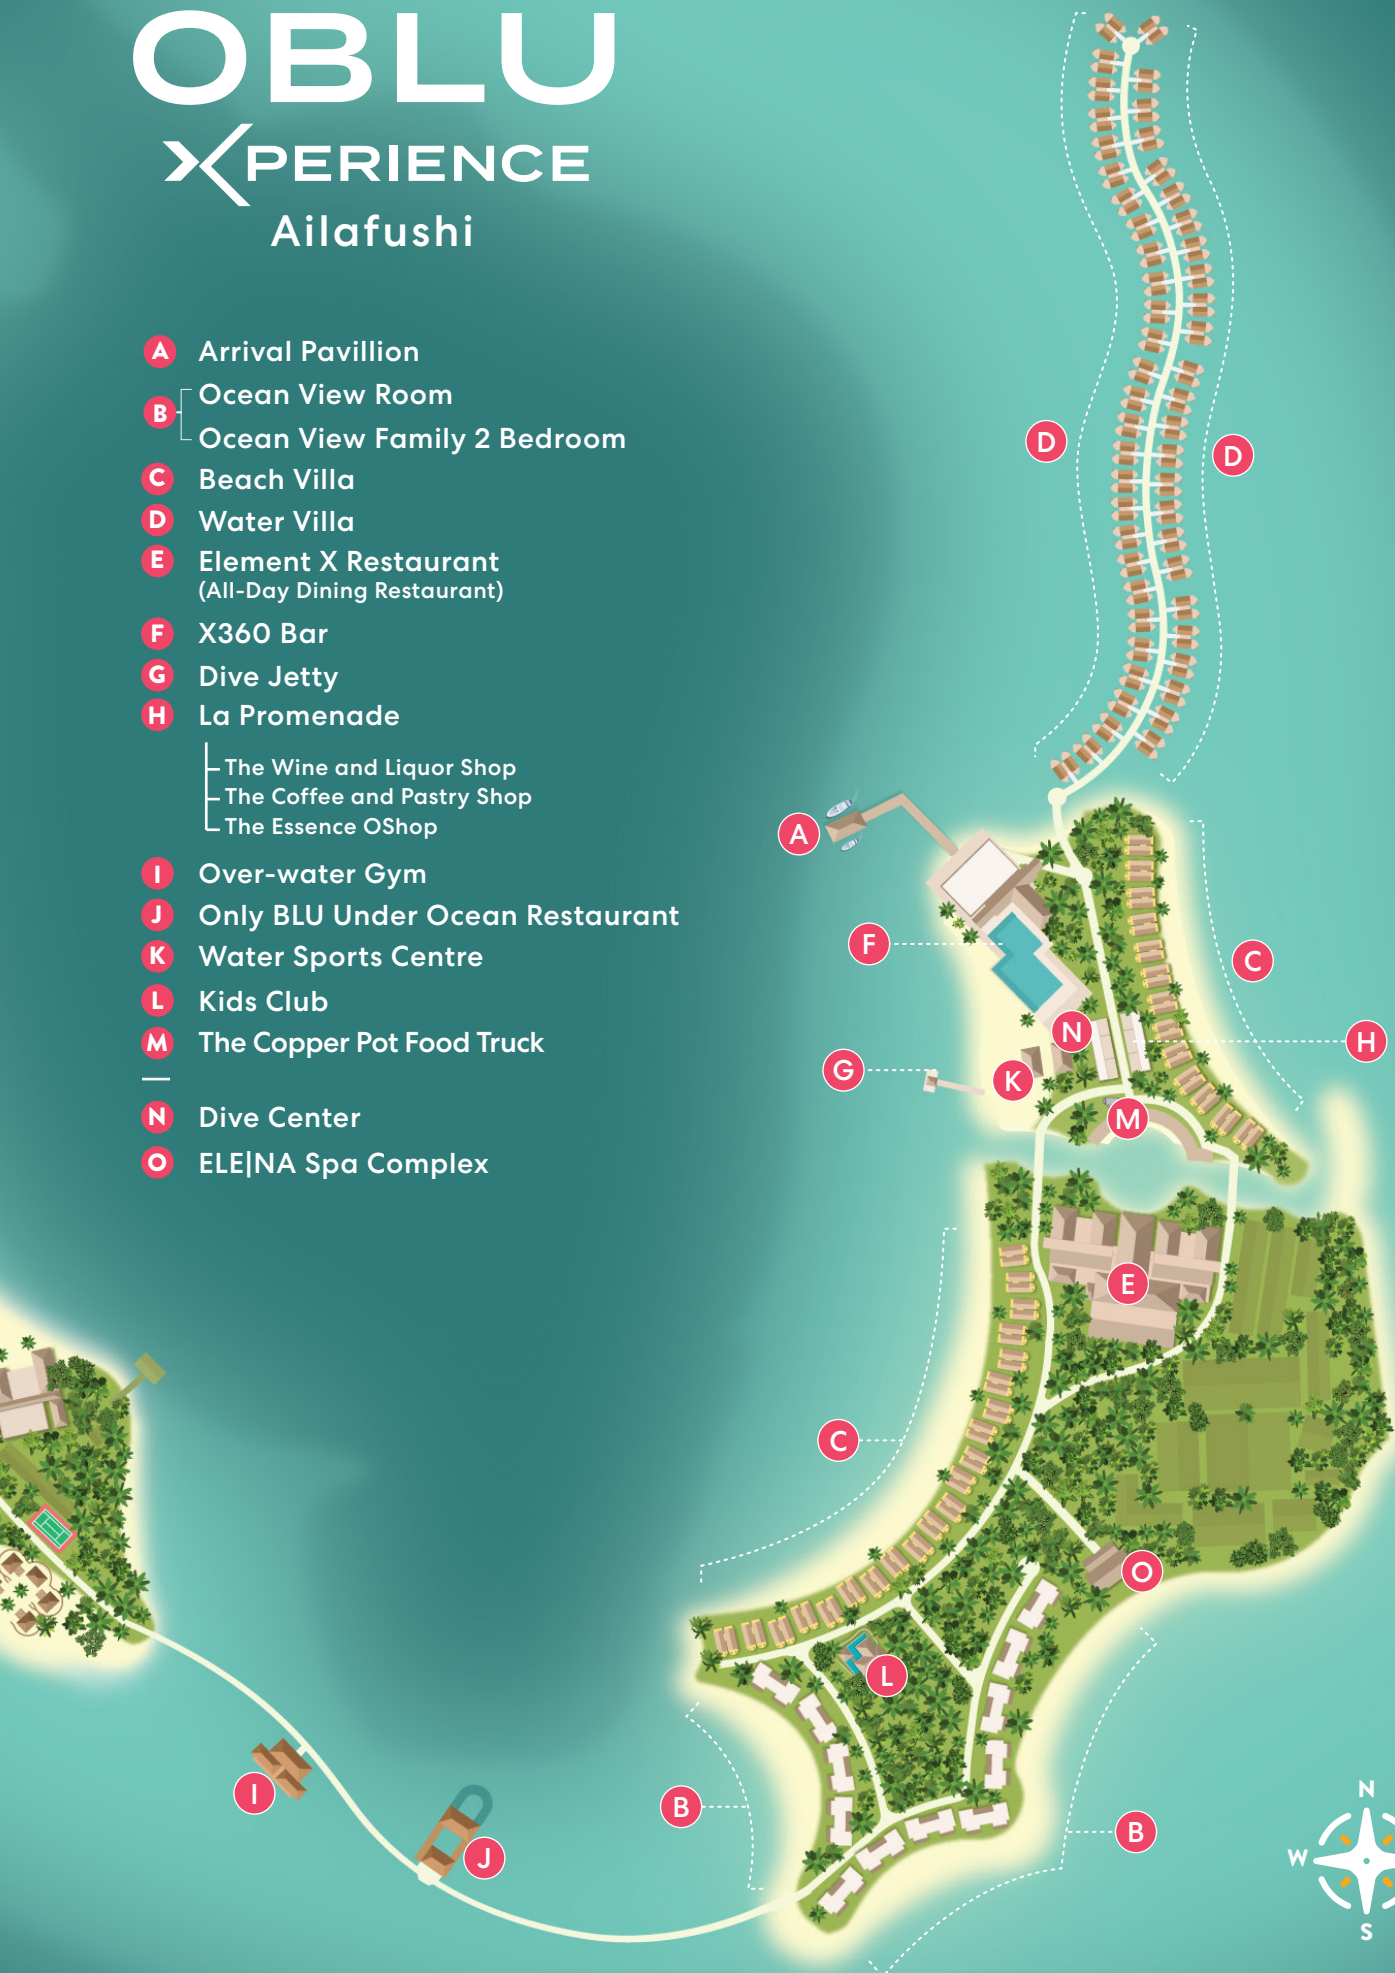 OBLU
XPERIENCE
Ailafushi
A Arrival Pavillion
B Ocean View Room
Ocean View Family 2 Bedroom
C Beach Villa
D Water Villa
E Element X Restaurant
(All-Day Dining Restaurant)
F X360 Bar
G Dive Jetty
H La Promenade
The Wine and Liquor Shop
The Coffee and Pastry Shop
The Essence OShop
I Over-water Gym
J Only BLU Under Ocean Restaurant
K Water Sports Centre
L Kids Club
M The Copper Pot Food Truck
N Dive Center
O ELE|NA Spa Complex
D
D
A
F
C
N
H
G
K
M
E
C
O
L
I
B
B
J
N
W
S